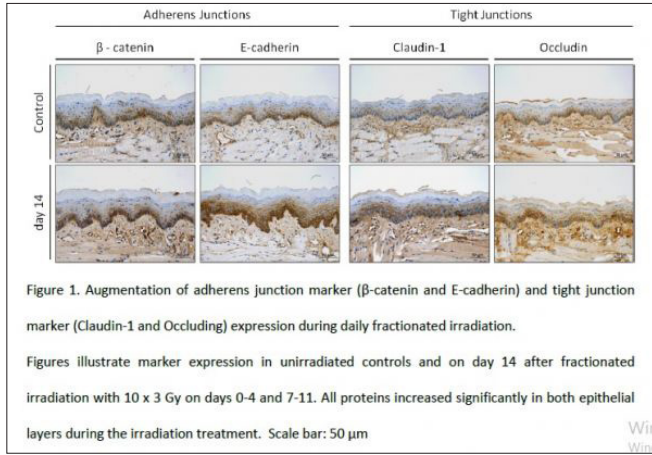 Adherens Junctions Tight Junctions
β - catenin E-cadherin Claudin-1 Occludin
Control
day 14
Figure 1. Augmentation of adherens junction marker (β-catenin and E-cadherin) and tight junction
marker (Claudin-1 and Occluding) expression during daily fractionated irradiation.
Figures illustrate marker expression in unirradiated controls and on day 14 after fractionated
irradiation with 10 x 3 Gy on days 0-4 and 7-11. All proteins increased significantly in both epithelial
layers during the irradiation treatment. Scale bar: 50 μm